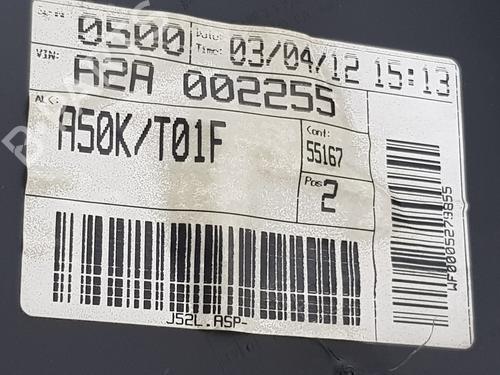 0500 Date: Time: 03/04/12 15:13
VIN: A2A 002255
ALC: A50K/T01F
Cont: 55167
Pos: 2
J52L.ASP-
WF0005279855